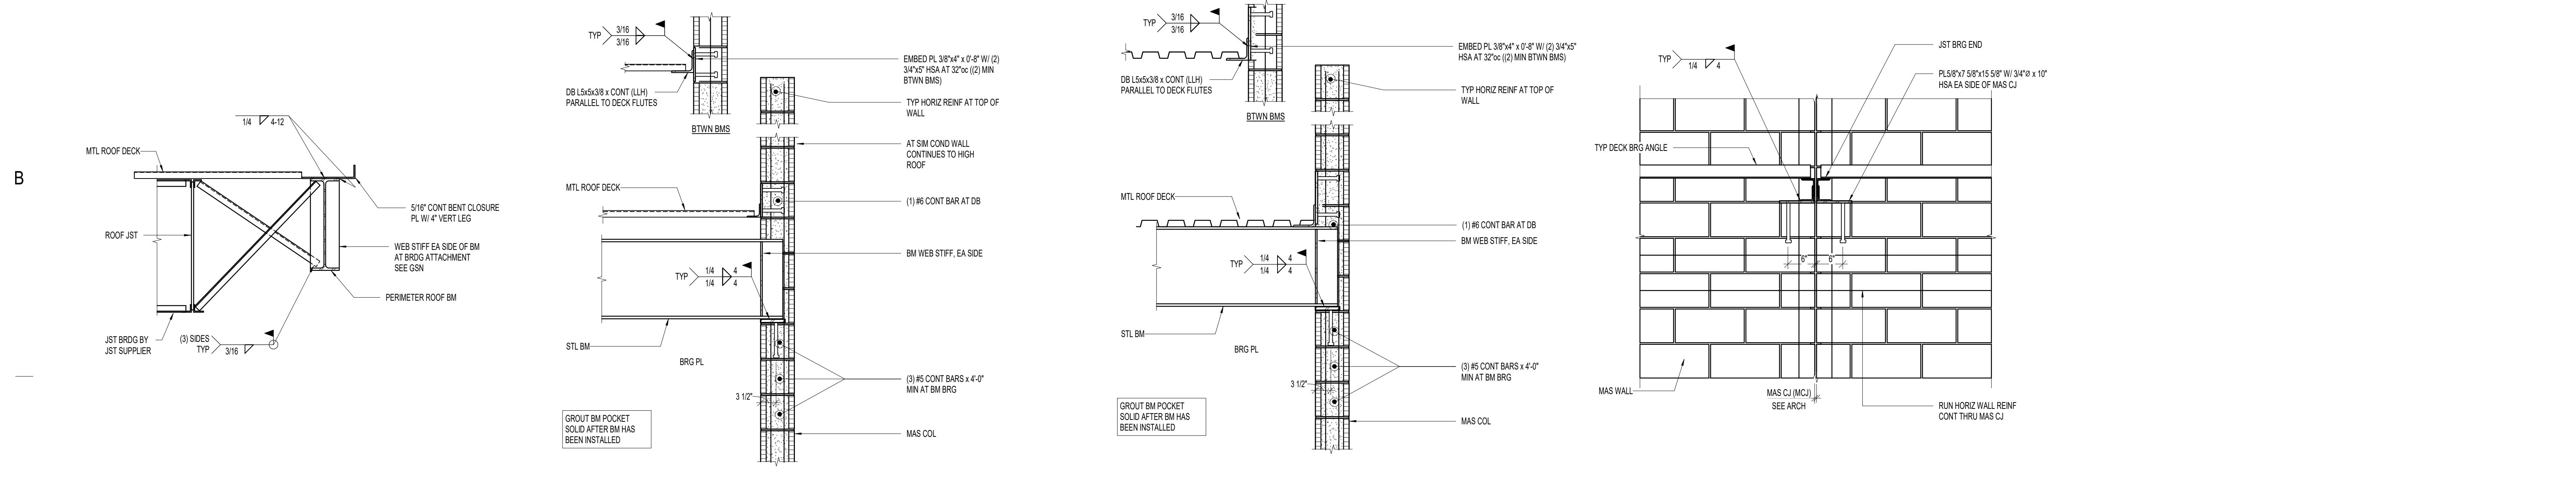 B
1/4 4-12
MTL ROOF DECK
5/16" CONT BENT CLOSURE
PL W/ 4" VERT LEG
ROOF JST
WEB STIFF EA SIDE OF BM
AT BRDG ATTACHMENT
SEE GSN
PERIMETER ROOF BM
JST BRDG BY
JST SUPPLIER
(3) SIDES
TYP
3/16
TYP
3/16
3/16
EMBED PL 3/8"x4" x 0'-8" W/ (2)
3/4"x5" HSA AT 32"oc ((2) MIN
BTWN BMS)
DB L5x5x3/8 x CONT (LLH)
PARALLEL TO DECK FLUTES
TYP HORIZ REINF AT TOP OF
WALL
BTWN BMS
AT SIM COND WALL
CONTINUES TO HIGH
ROOF
MTL ROOF DECK
(1) #6 CONT BAR AT DB
BM WEB STIFF, EA SIDE
TYP
1/4 4
1/4 4
STL BM
BRG PL
(3) #5 CONT BARS x 4'-0"
MIN AT BM BRG
3 1/2"
GROUT BM POCKET
SOLID AFTER BM HAS
BEEN INSTALLED
MAS COL
TYP
3/16
3/16
EMBED PL 3/8"x4" x 0'-8" W/ (2) 3/4"x5"
HSA AT 32"oc ((2) MIN BTWN BMS)
DB L5x5x3/8 x CONT (LLH)
PARALLEL TO DECK FLUTES
TYP HORIZ REINF AT TOP OF
WALL
BTWN BMS
MTL ROOF DECK
(1) #6 CONT BAR AT DB
BM WEB STIFF, EA SIDE
TYP
1/4 4
1/4 4
STL BM
BRG PL
(3) #5 CONT BARS x 4'-0"
MIN AT BM BRG
3 1/2"
GROUT BM POCKET
SOLID AFTER BM HAS
BEEN INSTALLED
MAS COL
JST BRG END
TYP
1/4 4
PL5/8"x7 5/8"x15 5/8" W/ 3/4"Ø x 10"
HSA EA SIDE OF MAS CJ
TYP DECK BRG ANGLE
6" 6"
MAS WALL
MAS CJ (MCJ)
SEE ARCH
RUN HORIZ WALL REINF
CONT THRU MAS CJ